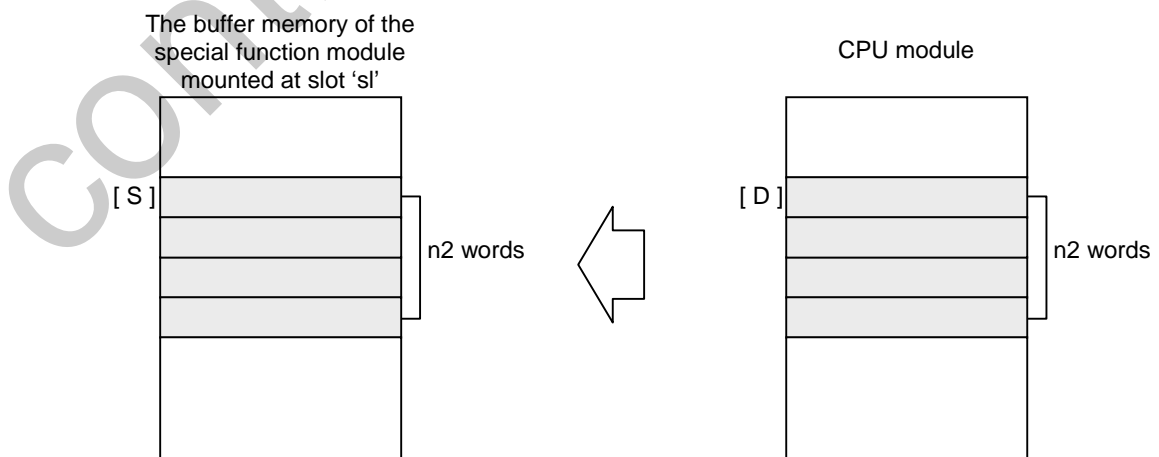 The buffer memory of the
special function module
mounted at slot ‘sl’
CPU module
[ S ]
n2 words
[ D ]
n2 words